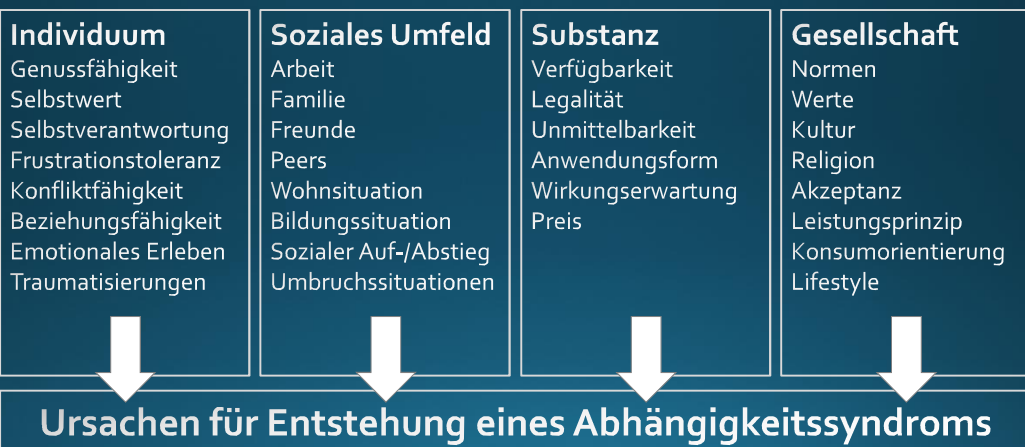 Individuum
Genussfähigkeit
Selbstwert
Selbstverantwortung
Frustrationstoleranz
Konfliktfähigkeit
Beziehungsfähigkeit
Emotionales Erleben
Traumatisierungen
Soziales Umfeld
Arbeit
Familie
Freunde
Peers
Wohnsituation
Bildungssituation
Sozialer Auf-/Abstieg
Umbruchssituationen
Substanz
Verfügbarkeit
Legalität
Unmittelbarkeit
Anwendungsform
Wirkungserwartung
Preis
Gesellschaft
Normen
Werte
Kultur
Religion
Akzeptanz
Leistungsprinzip
Konsumorientierung
Lifestyle
Ursachen für Entstehung eines Abhängigkeitssyndroms